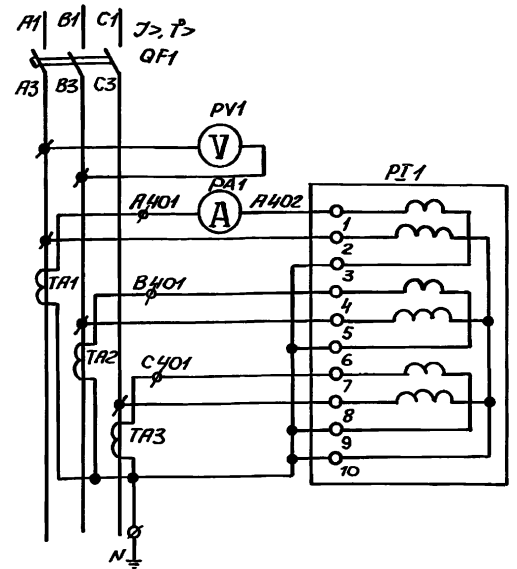 A1 B1 C1 J>, T°>
QF1
A3 B3 C3
PV1
V
PA1
A
PI1
A401
A402
1
2
TA1
3
B401
4
5
TA2
C401
6
7
8
TA3
9
10
N